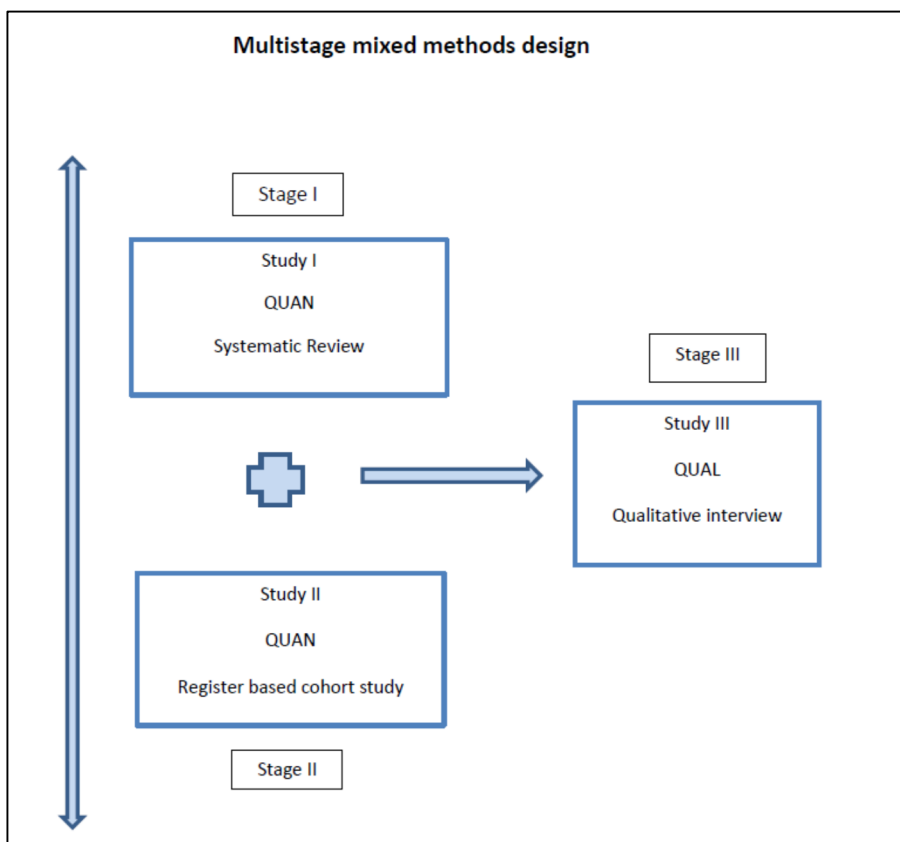 Multistage mixed methods design
Stage I
Study I
QUAN
Systematic Review
Stage III
Study III
QUAL
Qualitative interview
Study II
QUAN
Register based cohort study
Stage II